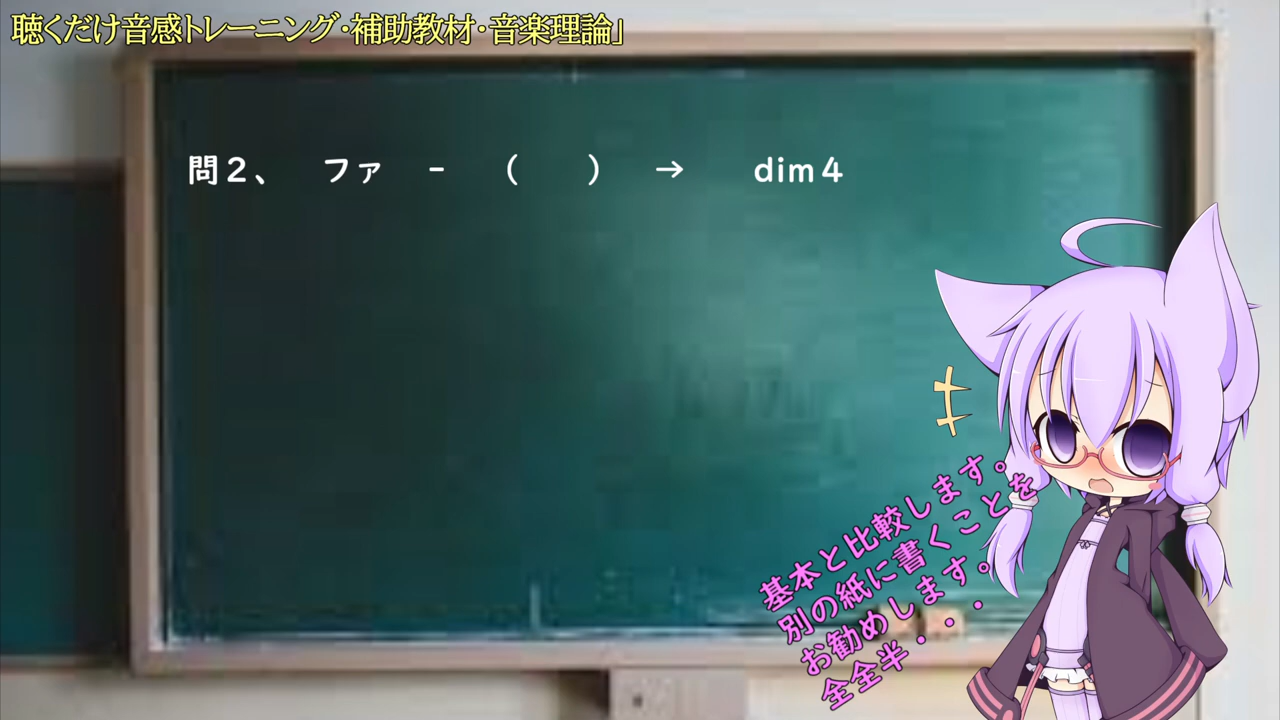 聴くだけ音感トレーニング・補助教材・音楽理論」
問２、 ファ － （ ） → dim４
基本と比較します。
別の紙に書くことを
お勧めします。
全全半・・・